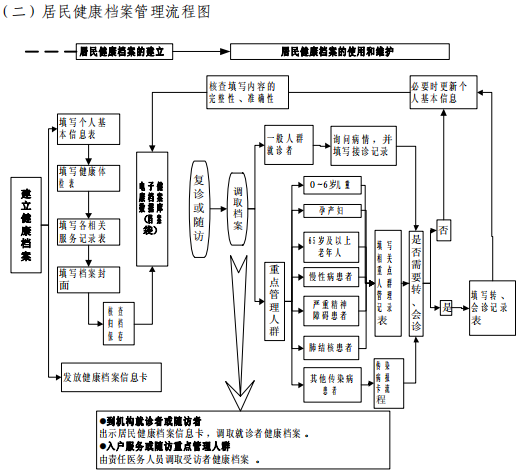 (二)居民健康档案管理流程图
居民健康档案的建立
居民健康档案的使用和维护
建立健康档案
填写个人基
本信息表
填写健康体
检表
填写各相关
服务记录表
填写档案封
面
核查
归档
保存
发放健康档案信息卡
核查填写内容的
完整性、准确性
必要时更新个
人基本信息
复诊或随访
调取档案
一般人群
就诊者
询问病情,并
填写接诊记录
重点管理人群
0~6岁儿童
孕产妇
65岁及以上
老年人
慢性病患者
严重精神
障碍患者
肺结核患者
其他传染病
患者
填写
相关
重点
人群
管理
记录
表
是否需要转、会诊
否
是
填写转、
会诊记录
表
●到机构就诊者或随访者
出示居民健康档案信息卡,调取就诊者健康档案。
●入户服务或随访重点管理人群
由责任医务人员调取受访者健康档案。